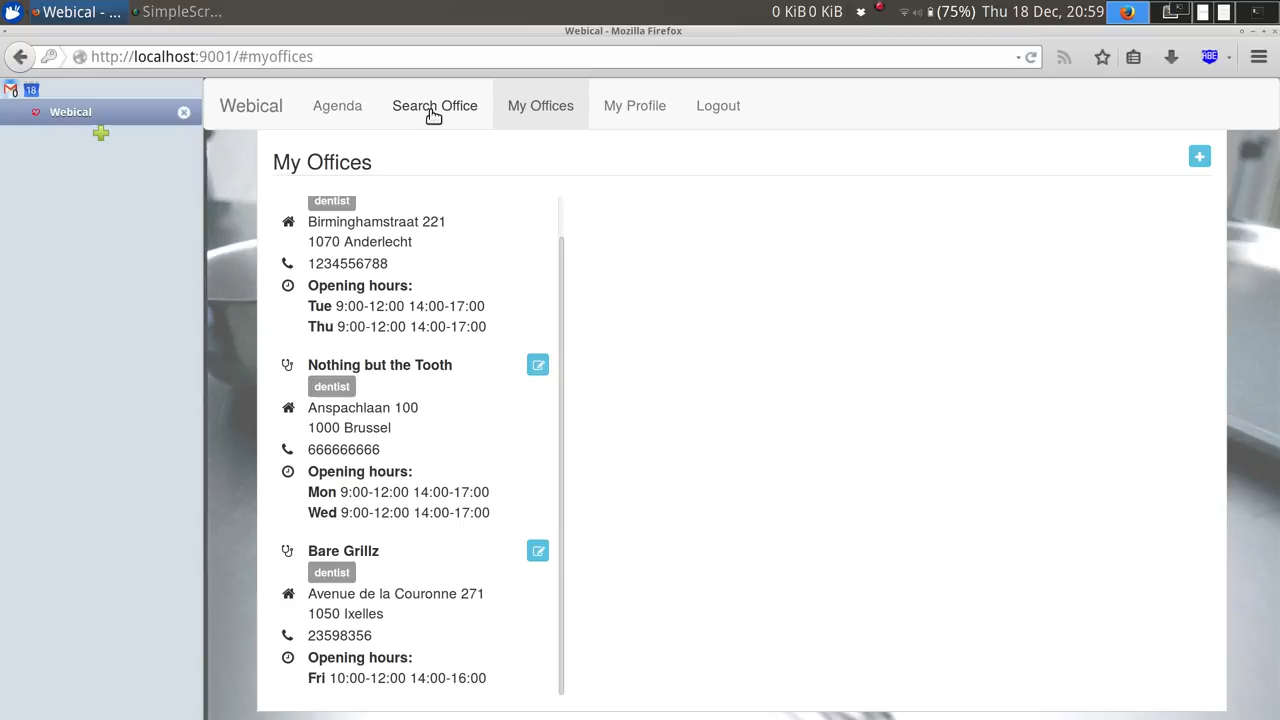 Webical - ...
SimpleScr...
0 KiB 0 KiB
(75%) Thu 18 Dec, 20:59
Webical - Mozilla Firefox
http://localhost:9001/#myoffices
ABE
18
Webical
Webical Agenda Search Office My Offices My Profile Logout
My Offices
dentist
Birminghamstraat 221
1070 Anderlecht
1234556788
Opening hours:
Tue 9:00-12:00 14:00-17:00
Thu 9:00-12:00 14:00-17:00
Nothing but the Tooth
dentist
Anspachlaan 100
1000 Brussel
666666666
Opening hours:
Mon 9:00-12:00 14:00-17:00
Wed 9:00-12:00 14:00-17:00
Bare Grillz
dentist
Avenue de la Couronne 271
1050 Ixelles
23598356
Opening hours:
Fri 10:00-12:00 14:00-16:00